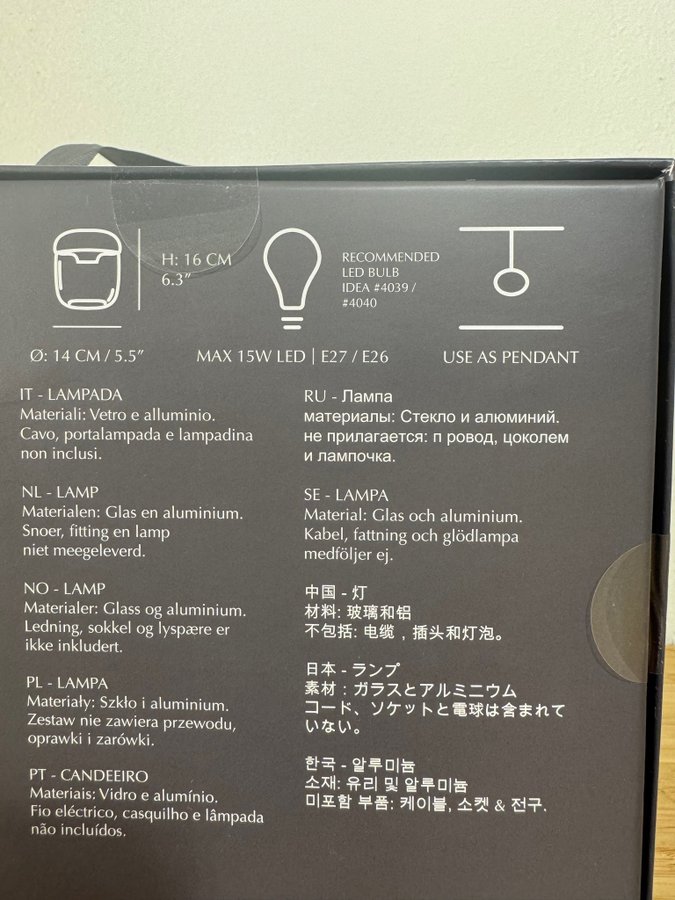 H: 16 CM
6.3”
RECOMMENDED
LED BULB
IDEA #4039 /
#4040
Ø: 14 CM / 5.5”
MAX 15W LED | E27 / E26
USE AS PENDANT
IT - LAMPADA
Materiali: Vetro e alluminio.
Cavo, portalampada e lampadina
non inclusi.
NL - LAMP
Materialen: Glas en aluminium.
Snoer, fitting en lamp
niet meegeleverd.
NO - LAMP
Materialer: Glass og aluminium.
Ledning, sokkel og lyspære er
ikke inkludert.
PL - LAMPA
Materiały: Szkło i aluminium.
Zestaw nie zawiera przewodu,
oprawki i zarówki.
PT - CANDEEIRO
Materiais: Vidro e alumínio.
Fio eléctrico, casquilho e lâmpada
não incluídos.
RU - Лампа
материалы: Стекло и алюминий.
не прилагается: п ровод, цоколем
и лампочка.
SE - LAMPA
Material: Glas och aluminium.
Kabel, fattning och glödlampa
medföljer ej.
中国 - 灯
材料: 玻璃和铝
不包括: 电缆，插头和灯泡。
日本 - ランプ
素材：ガラスとアルミニウム
コード、ソケットと電球は含まれて
いない。
한국 - 알루미늄
소재: 유리 및 알루미늄
미포함 부품: 케이블, 소켓 & 전구.